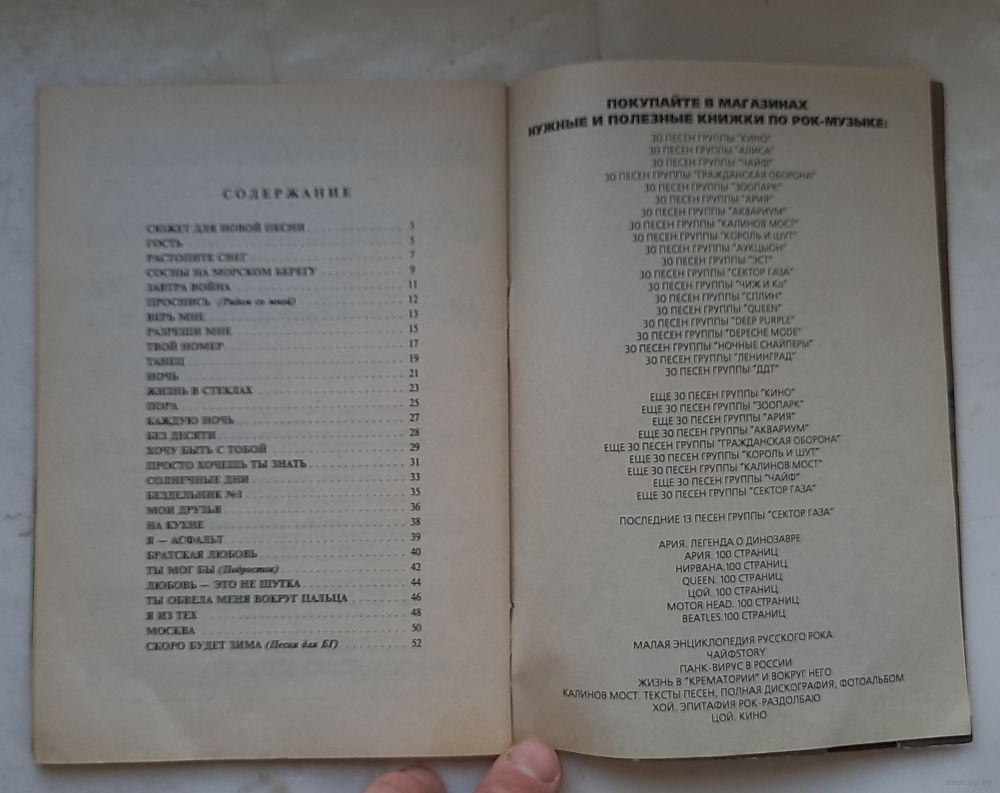 СОДЕРЖАНИЕ
СЮЖЕТ ДЛЯ НОВОЙ ПЕСНИ 3
ГОСТЬ 5
РАСТОПИТЕ СНЕГ 7
СОСНЫ НА МОРСКОМ БЕРЕГУ 9
ЗАВТРА ВОЙНА 11
ПРОСНИСЬ (Рядом со мной) 12
ВЕРЬ МНЕ 13
РАЗРЕШИ МНЕ 15
ТВОЙ НОМЕР 17
ТАНЕЦ 19
НОЧЬ 21
ЖИЗНЬ В СТЕКЛАХ 23
ПОРА 25
КАЖДУЮ НОЧЬ 27
БЕЗ ДЕСЯТИ 28
ХОЧУ БЫТЬ С ТОБОЙ 29
ПРОСТО ХОЧЕШЬ ТЫ ЗНАТЬ 31
СОЛНЕЧНЫЕ ДНИ 33
БЕЗДЕЛЬНИК №1 35
МОИ ДРУЗЬЯ 36
НА КУХНЕ 38
Я — АСФАЛЬТ 39
БРАТСКАЯ ЛЮБОВЬ 40
ТЫ МОГ БЫ (Подросток) 42
ЛЮБОВЬ — ЭТО НЕ ШУТКА 44
ТЫ ОБВЕЛА МЕНЯ ВОКРУГ ПАЛЬЦА 46
Я ИЗ ТЕХ 48
МОСКВА 50
СКОРО БУДЕТ ЗИМА (Песня для БГ) 52
ПОКУПАЙТЕ В МАГАЗИНАХ
НУЖНЫЕ И ПОЛЕЗНЫЕ КНИЖКИ ПО РОК-МУЗЫКЕ:
30 ПЕСЕН ГРУППЫ "КИНО"
30 ПЕСЕН ГРУППЫ "АЛИСА"
30 ПЕСЕН ГРУППЫ "ЧАЙФ"
30 ПЕСЕН ГРУППЫ "ГРАЖДАНСКАЯ ОБОРОНА"
30 ПЕСЕН ГРУППЫ "ЗООПАРК"
30 ПЕСЕН ГРУППЫ "АРИЯ"
30 ПЕСЕН ГРУППЫ "АКВАРИУМ"
30 ПЕСЕН ГРУППЫ "КАЛИНОВ МОСТ"
30 ПЕСЕН ГРУППЫ "КОРОЛЬ И ШУТ"
30 ПЕСЕН ГРУППЫ "АУКЦЫОН"
30 ПЕСЕН ГРУППЫ "ЭСТ"
30 ПЕСЕН ГРУППЫ "СЕКТОР ГАЗА"
30 ПЕСЕН ГРУППЫ "ЧИЖ И Ко"
30 ПЕСЕН ГРУППЫ "СПЛИН"
30 ПЕСЕН ГРУППЫ "QUEEN"
30 ПЕСЕН ГРУППЫ "DEEP PURPLE"
30 ПЕСЕН ГРУППЫ "DEPECHE MODE"
30 ПЕСЕН ГРУППЫ "НОЧНЫЕ СНАЙПЕРЫ"
30 ПЕСЕН ГРУППЫ "ЛЕНИНГРАД"
30 ПЕСЕН ГРУППЫ "ДДТ"
ЕЩЕ 30 ПЕСЕН ГРУППЫ "КИНО"
ЕЩЕ 30 ПЕСЕН ГРУППЫ "ЗООПАРК"
ЕЩЕ 30 ПЕСЕН ГРУППЫ "АРИЯ"
ЕЩЕ 30 ПЕСЕН ГРУППЫ "АКВАРИУМ"
ЕЩЕ 30 ПЕСЕН ГРУППЫ "ГРАЖДАНСКАЯ ОБОРОНА"
ЕЩЕ 30 ПЕСЕН ГРУППЫ "КОРОЛЬ И ШУТ"
ЕЩЕ 30 ПЕСЕН ГРУППЫ "КАЛИНОВ МОСТ"
ЕЩЕ 30 ПЕСЕН ГРУППЫ "ЧАЙФ"
ЕЩЕ 30 ПЕСЕН ГРУППЫ "СЕКТОР ГАЗА"
ПОСЛЕДНИЕ 13 ПЕСЕН ГРУППЫ "СЕКТОР ГАЗА"
АРИЯ. ЛЕГЕНДА О ДИНОЗАВРЕ
АРИЯ. 100 СТРАНИЦ
НИРВАНА.100 СТРАНИЦ
QUEEN. 100 СТРАНИЦ
ЦОЙ. 100 СТРАНИЦ
MOTOR HEAD. 100 СТРАНИЦ
BEATLES.100 СТРАНИЦ
МАЛАЯ ЭНЦИКЛОПЕДИЯ РУССКОГО РОКА
ЧАЙФSTORY
ПАНК-ВИРУС В РОССИИ
ЖИЗНЬ В "КРЕМАТОРИИ" И ВОКРУГ НЕГО
КАЛИНОВ МОСТ. ТЕКСТЫ ПЕСЕН, ПОЛНАЯ ДИСКОГРАФИЯ, ФОТОАЛЬБОМ
ХОЙ. ЭПИТАФИЯ РОК-РАЗДОЛБАЮ
ЦОЙ. КИНО
www.ay.by